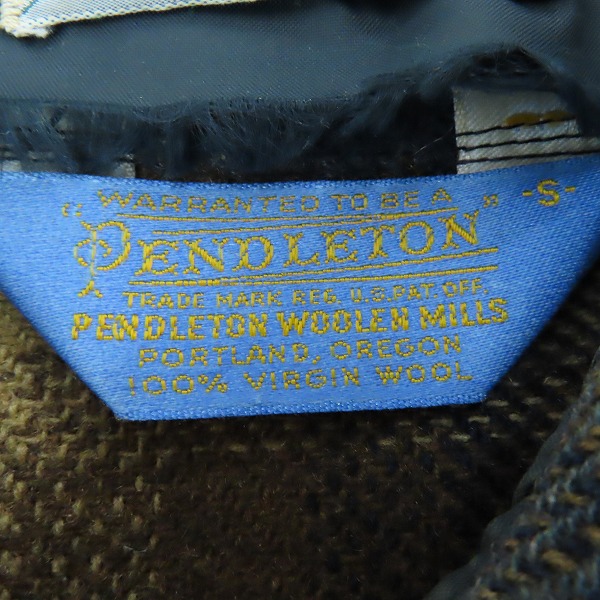 "WARRANTED TO BE A
PENDLETON" -S-
TRADE MARK REG. U.S. PAT. OFF.
PENDLETON WOOLEN MILLS
PORTLAND, OREGON
100% VIRGIN WOOL